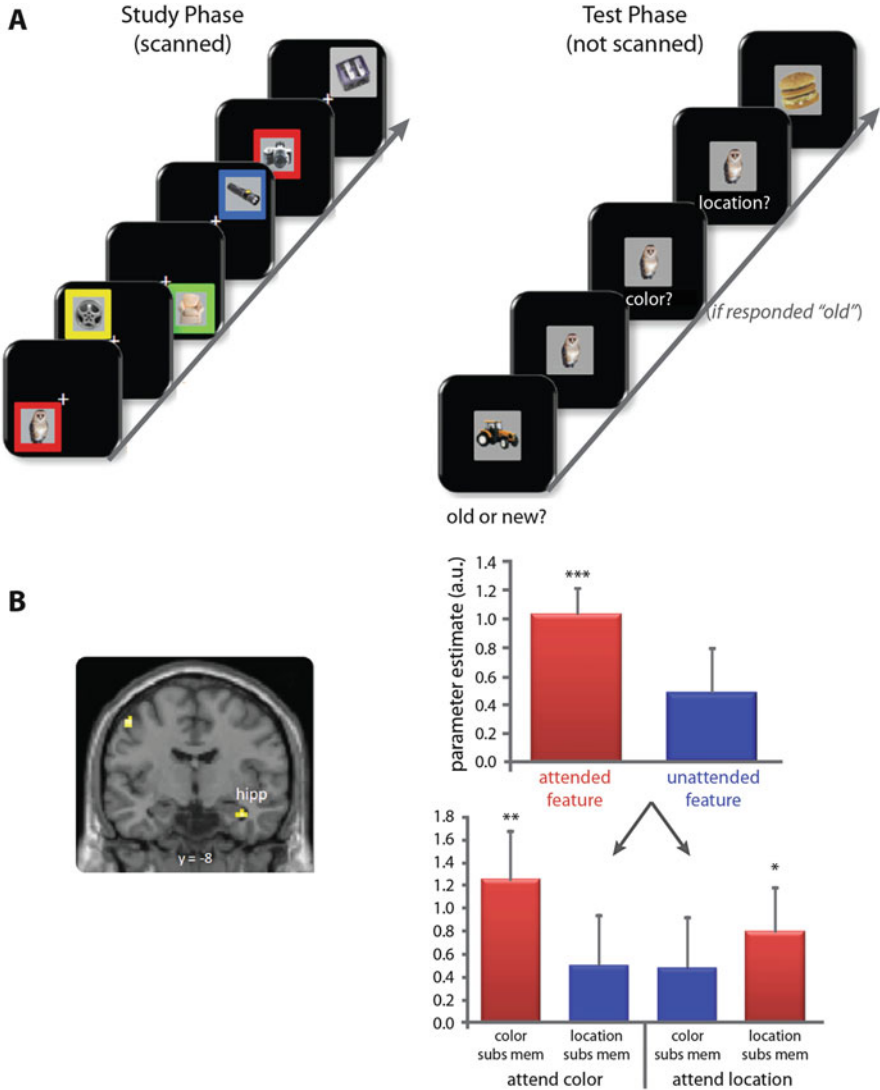 A
Study Phase
(scanned)
Test Phase
(not scanned)
location?
color?
(if responded "old")
old or new?
B
hipp
y = -8
parameter estimate (a.u.)
1.4
1.2
1.0
0.8
0.6
0.4
0.2
0.0
***
attended
feature
unattended
feature
1.8
1.6
1.4
1.2
1.0
0.8
0.6
0.4
0.2
0.0
**
*
color
subs mem
location
subs mem
color
subs mem
location
subs mem
attend color
attend location